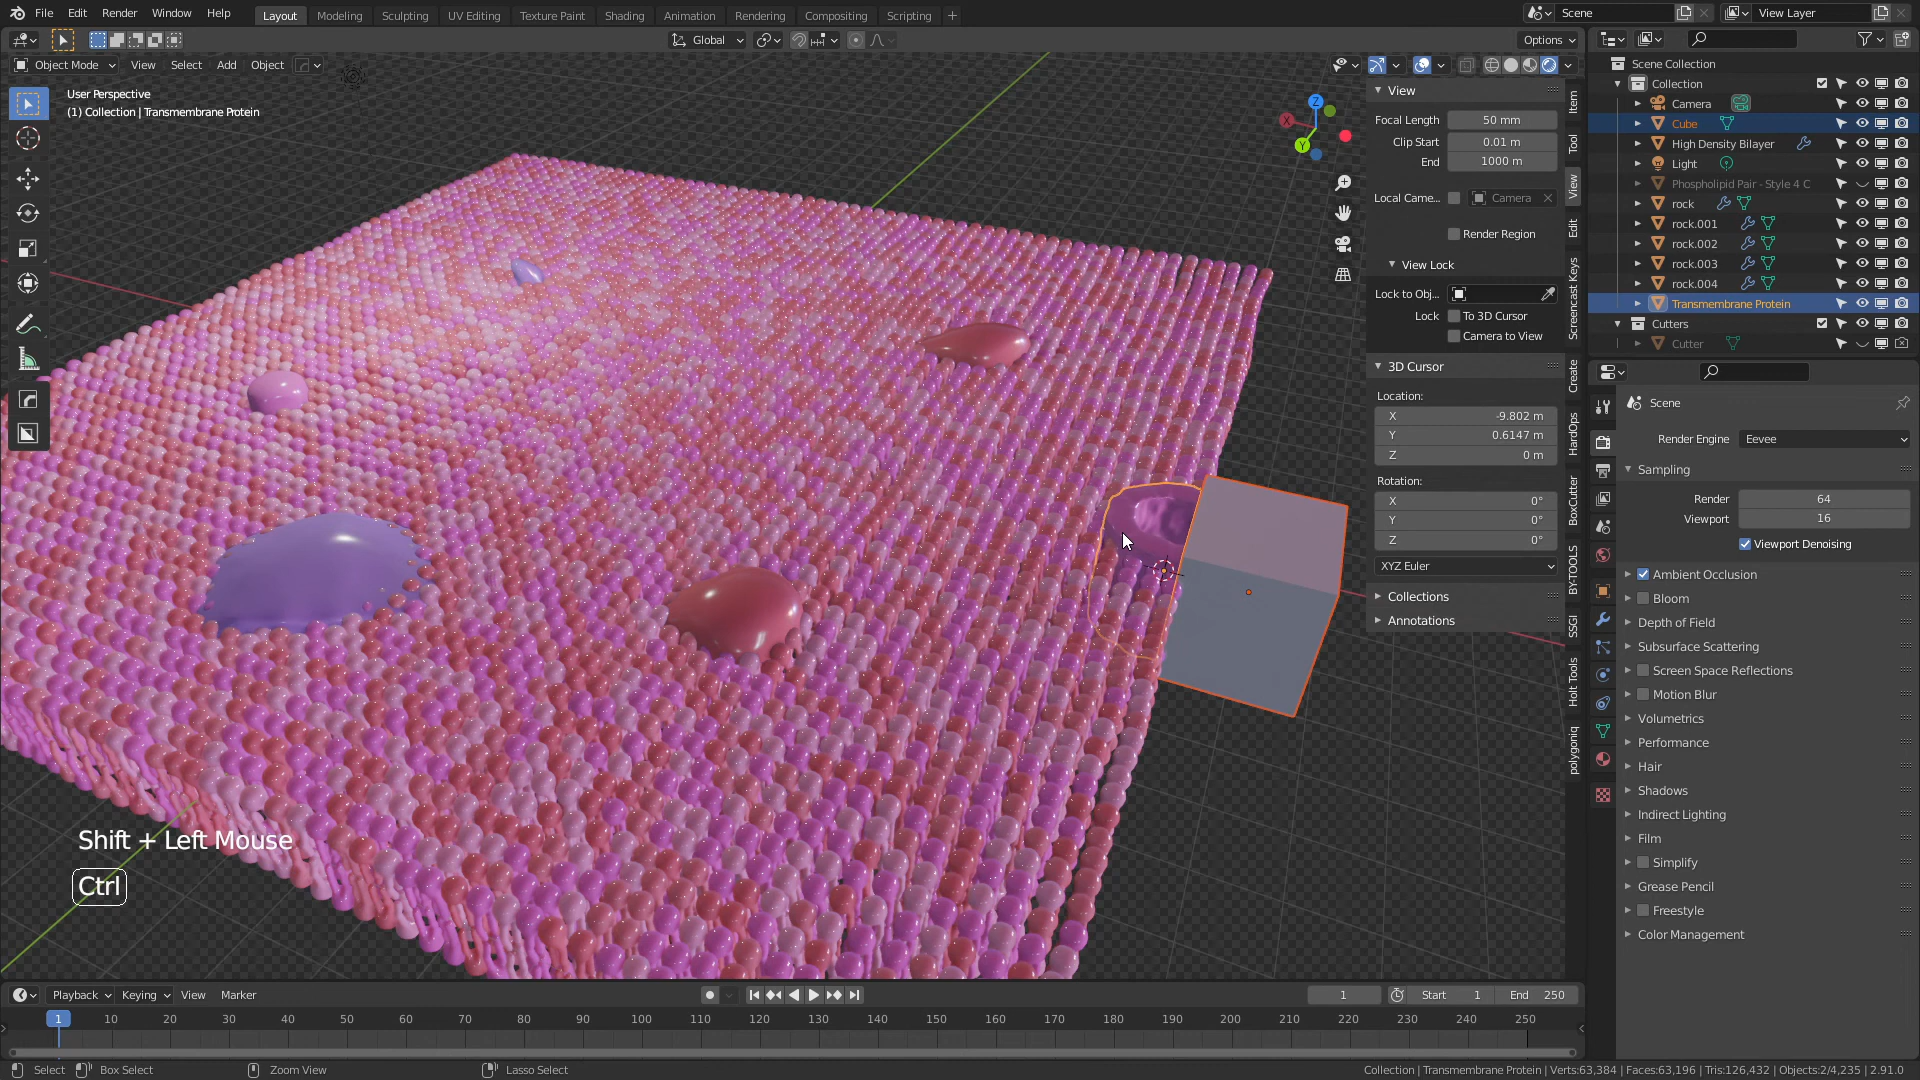 File Edit Render Window Help Layout Modeling Sculpting UV Editing Texture Paint Shading Animation Rendering Compositing Scripting + Scene View Layer
Global Options
Object Mode View Select Add Object
User Perspective
(1) Collection | Transmembrane Protein
Z
X
Y
View
Focal Length 50 mm
Clip Start 0.01 m
End 1000 m
Local Came... Camera
Render Region
View Lock
Lock to Obj...
Lock To 3D Cursor
Camera to View
3D Cursor
Location:
X -9.802 m
Y 0.6147 m
Z 0 m
Rotation:
X 0°
Y 0°
Z 0°
XYZ Euler
Collections
Annotations
Item
Tool
View
Edit
Screencast Keys
Create
HardOps
BoxCutter
BY-TOOLS
SSGI
Holt Tools
polygoniq
Scene Collection
Collection
Camera
Cube
High Density Bilayer
Light
Phospholipid Pair - Style 4 C
rock
rock.001
rock.002
rock.003
rock.004
Transmembrane Protein
Cutters
Cutter
Scene
Render Engine Eevee
Sampling
Render 64
Viewport 16
Viewport Denoising
Ambient Occlusion
Bloom
Depth of Field
Subsurface Scattering
Screen Space Reflections
Motion Blur
Volumetrics
Performance
Hair
Shadows
Indirect Lighting
Film
Simplify
Grease Pencil
Freestyle
Color Management
Shift + Left Mouse
Ctrl
Playback Keying View Marker 1 Start 1 End 250
1 10 20 30 40 50 60 70 80 90 100 110 120 130 140 150 160 170 180 190 200 210 220 230 240 250
Select Box Select Zoom View Lasso Select Collection | Transmembrane Protein | Verts:63,384 | Faces:63,196 | Tris:126,432 | Objects:2/4,235 | 2.91.0